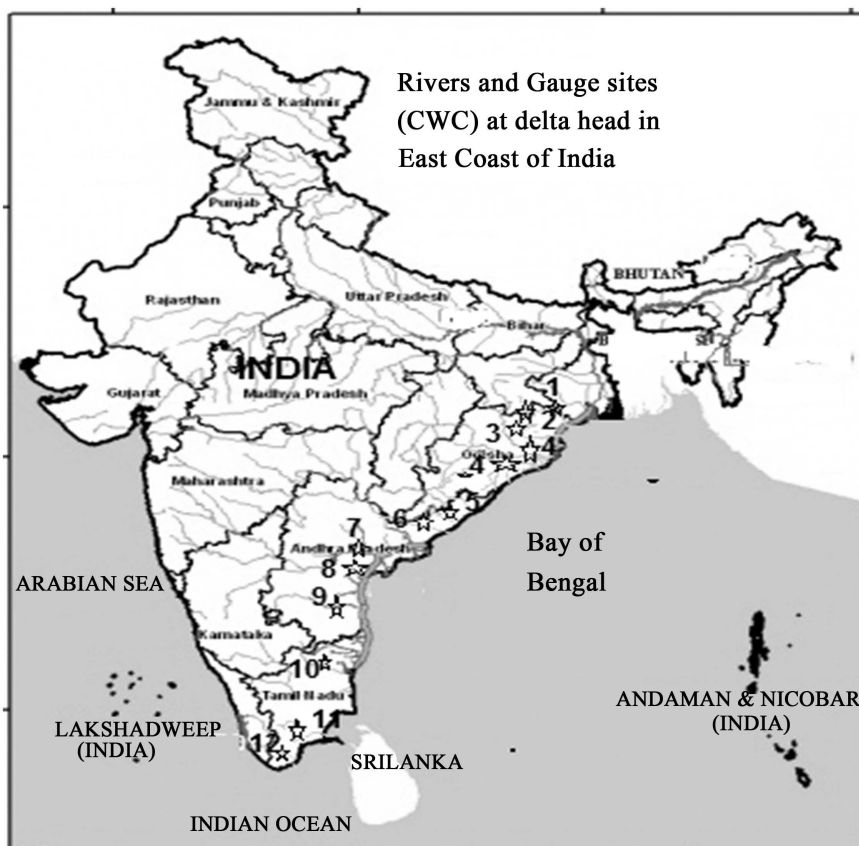 Rivers and Gauge sites
(CWC) at delta head in
East Coast of India
Jammu & Kashmir
Punjab
BHUTAN
Rajasthan
Uttar Pradesh
Bihar
INDIA
Gujarat
Madhya Pradesh
1
2
3
4
Odisha
4
Maharashtra
5
6
7
Andhra Pradesh
8
Bay of
Bengal
ARABIAN SEA
9
Karnataka
10
Tamil Nadu
ANDAMAN & NICOBAR
(INDIA)
11
LAKSHADWEEP
(INDIA)
12
SRILANKA
INDIAN OCEAN